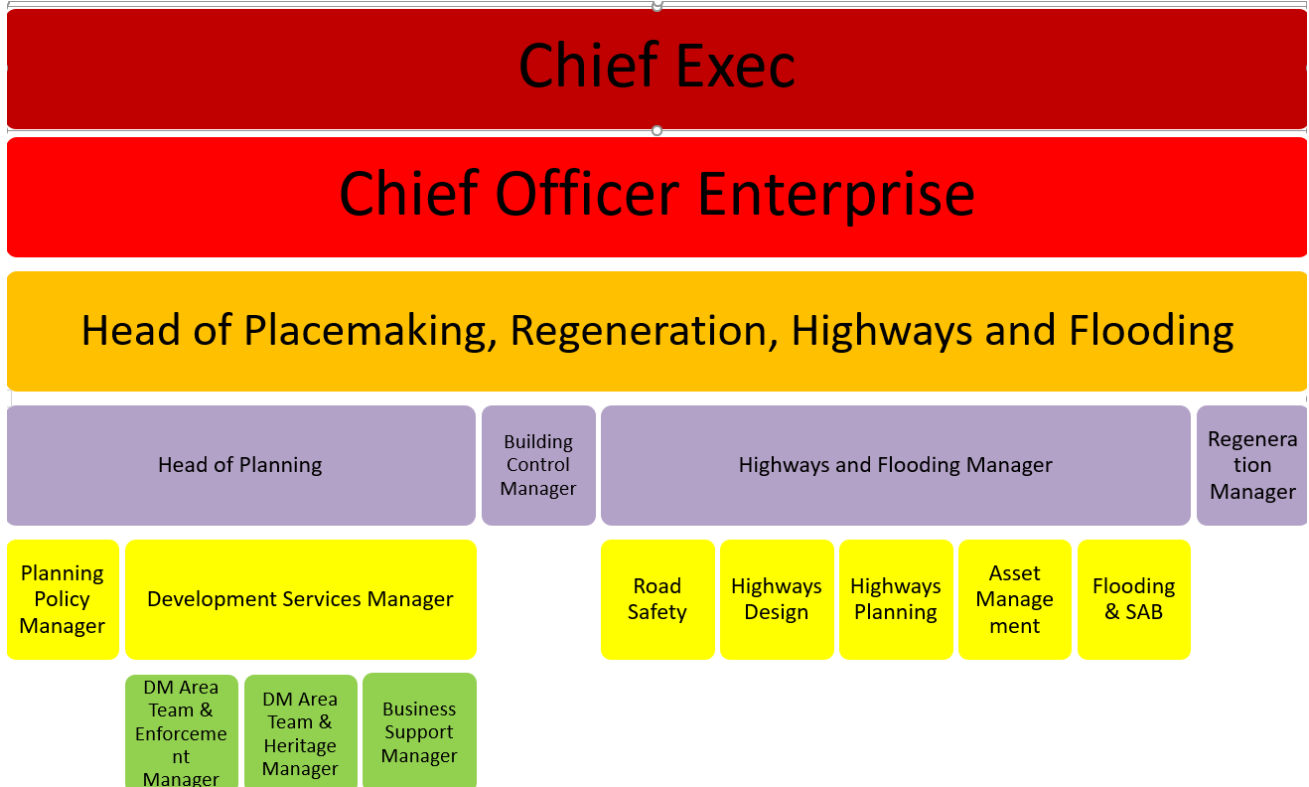 Chief Exec
Chief Officer Enterprise
Head of Placemaking, Regeneration, Highways and Flooding
Head of Planning
Building
Control
Manager
Highways and Flooding Manager
Regenera
tion
Manager
Planning
Policy
Manager
Development Services Manager
Road
Safety
Highways
Design
Highways
Planning
Asset
Manage
ment
Flooding
& SAB
DM Area
Team &
Enforceme
nt
Manager
DM Area
Team &
Heritage
Manager
Business
Support
Manager